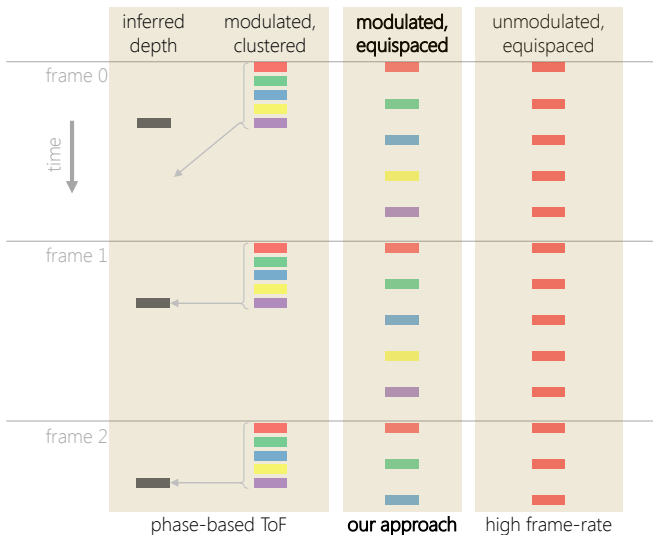 inferred
depth
modulated,
clustered
modulated,
equispaced
unmodulated,
equispaced
frame 0
time
frame 1
frame 2
phase-based ToF
our approach
high frame-rate